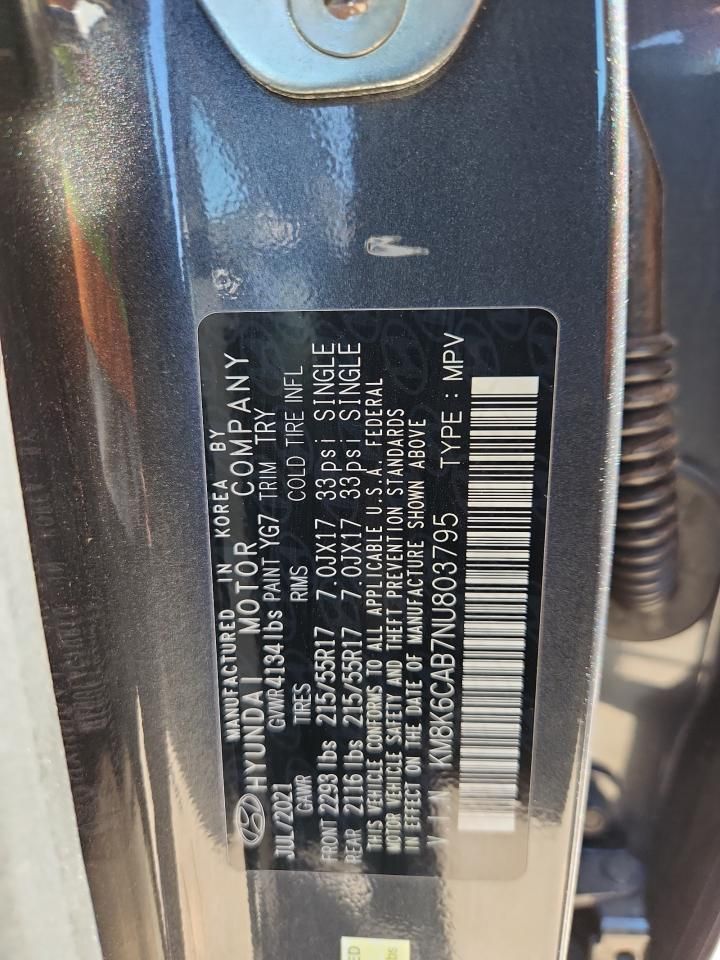 MANUFACTURED IN KOREA BY
HYUNDAI MOTOR COMPANY
JUL/2021 GVWR4134lbs PAINT YG7 TRIM TRY
GAWR TIRES RIMS COLD TIRE INFL
FRONT 2293 lbs 215/55R17 7.0JX17 33psi SINGLE
REAR 2116 lbs 215/55R17 7.0JX17 33psi SINGLE
THIS VEHICLE CONFORMS TO ALL APPLICABLE U.S.A. FEDERAL
MOTOR VEHICLE SAFETY AND THEFT PREVENTION STANDARDS
IN EFFECT ON THE DATE OF MANUFACTURE SHOWN ABOVE
V I N : KM8K6CAB7NU803795 TYPE : MPV